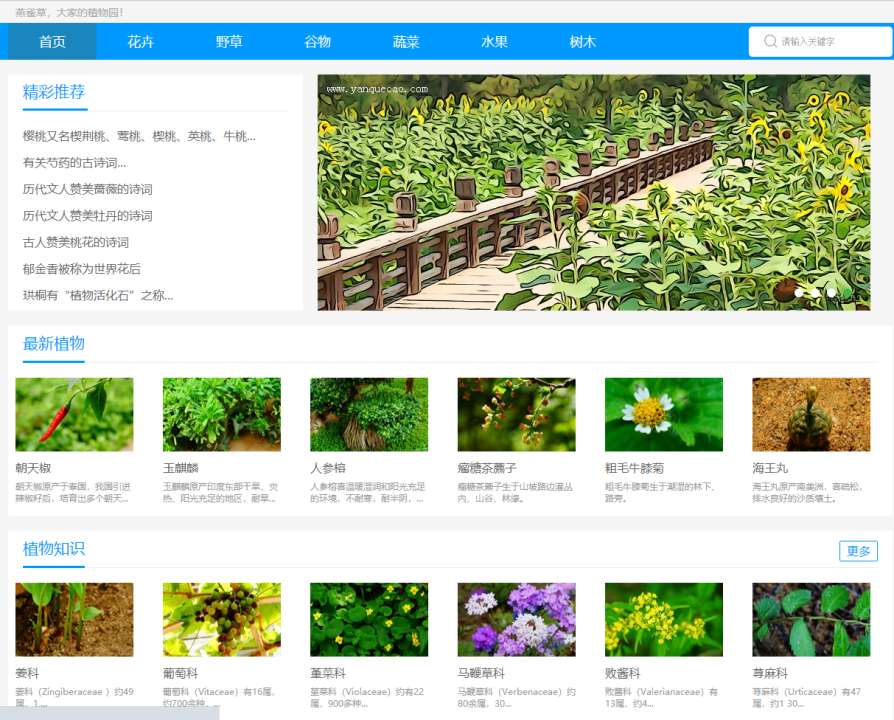 燕雀草，大家的植物园!
首页 花卉 野草 谷物 蔬菜 水果 树木 请输入关键字
精彩推荐
樱桃又名楔荆桃、莺桃、楔桃、英桃、牛桃...
有关芍药的古诗词...
历代文人赞美蔷薇的诗词
历代文人赞美牡丹的诗词
古人赞美桃花的诗词
郁金香被称为世界花后
珙桐有“植物活化石”之称...
www.yanquecao.com
最新植物
朝天椒
朝天椒原产于泰国，我国引进
辣椒籽后，培育出多个朝天...
玉麒麟
玉麒麟原产印度东部干旱、炎
热、阳光充足的地区，耐旱...
人参榕
人参榕喜温暖湿润和阳光充足
的环境，不耐寒，耐半阴，...
瘤糖茶藨子
瘤糖茶藨子生于山坡路边灌丛
内、山谷、林缘。
粗毛牛膝菊
粗毛牛膝菊生于潮湿的林下、
路旁。
海王丸
海王丸原产南美洲，喜疏松，
排水良好的沙质壤土。
植物知识
更多
姜科
姜科（Zingiberaceae ）约49
属，1....
葡萄科
葡萄科（Vitaceae）有16属，
约700余种，...
堇菜科
堇菜科（Violaceae）约有22
属，900多种...
马鞭草科
马鞭草科（Verbenaceae）约
80余属，30...
败酱科
败酱科（Valerianaceae）有
13属，约4...
荨麻科
荨麻科（Urticaceae）有47
属，约1 30...